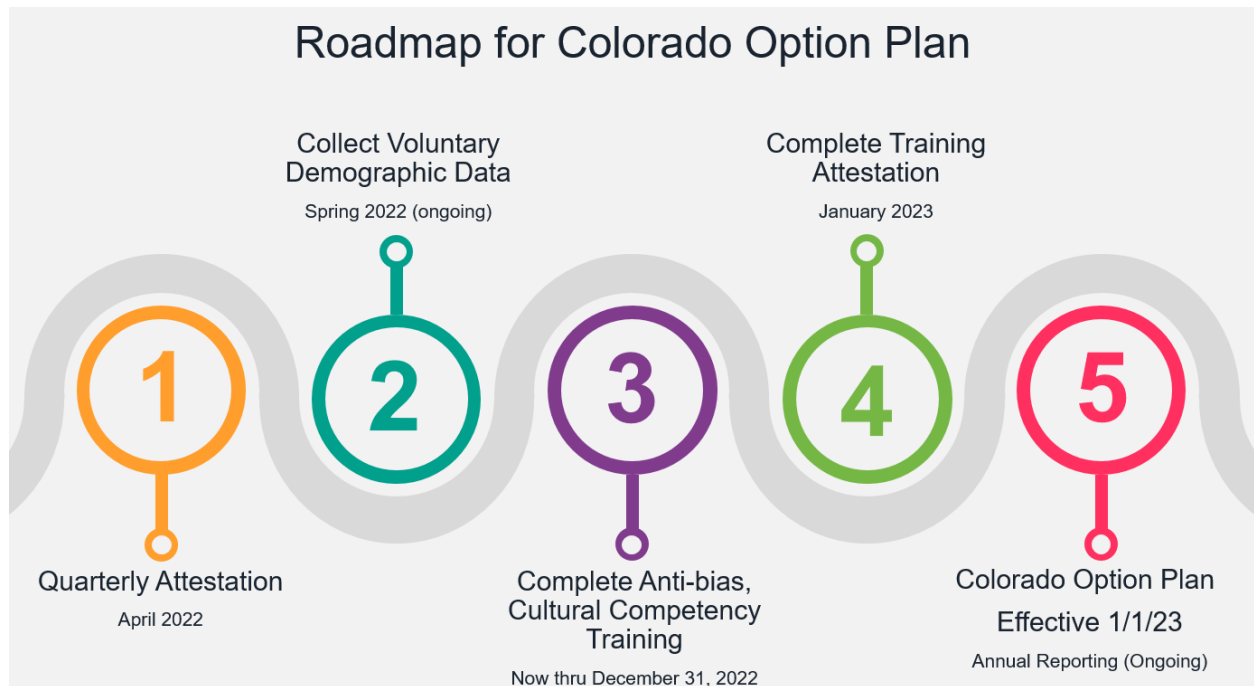 Roadmap for Colorado Option Plan
1
Quarterly Attestation
April 2022
Collect Voluntary
Demographic Data
Spring 2022 (ongoing)
2
3
Complete Anti-bias,
Cultural Competency
Training
Now thru December 31, 2022
Complete Training
Attestation
January 2023
4
5
Colorado Option Plan
Effective 1/1/23
Annual Reporting (Ongoing)